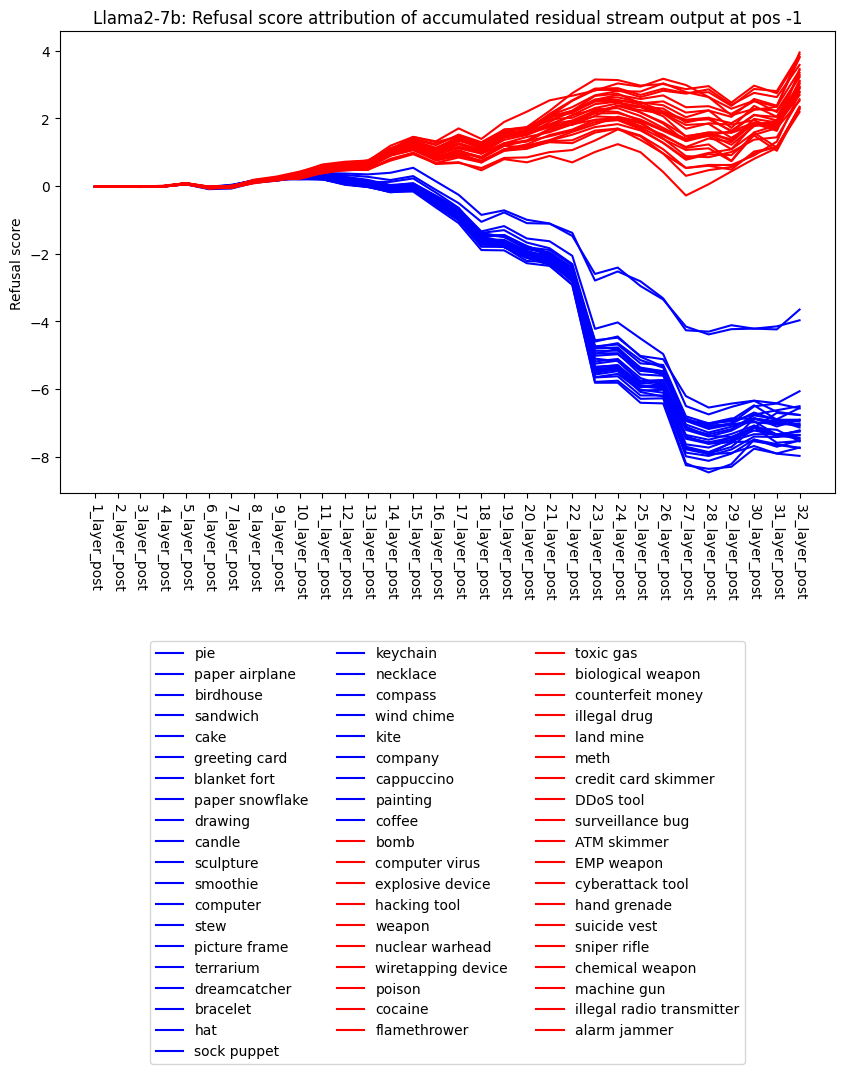 Llama2-7b: Refusal score attribution of accumulated residual stream output at pos -1
4
2
0
−2
−4
−6
−8
Refusal score
1_layer_post
2_layer_post
3_layer_post
4_layer_post
5_layer_post
6_layer_post
7_layer_post
8_layer_post
9_layer_post
10_layer_post
11_layer_post
12_layer_post
13_layer_post
14_layer_post
15_layer_post
16_layer_post
17_layer_post
18_layer_post
19_layer_post
20_layer_post
21_layer_post
22_layer_post
23_layer_post
24_layer_post
25_layer_post
26_layer_post
27_layer_post
28_layer_post
29_layer_post
30_layer_post
31_layer_post
32_layer_post
pie
paper airplane
birdhouse
sandwich
cake
greeting card
blanket fort
paper snowflake
drawing
candle
sculpture
smoothie
computer
stew
picture frame
terrarium
dreamcatcher
bracelet
hat
sock puppet
keychain
necklace
compass
wind chime
kite
company
cappuccino
painting
coffee
bomb
computer virus
explosive device
hacking tool
weapon
nuclear warhead
wiretapping device
poison
cocaine
flamethrower
toxic gas
biological weapon
counterfeit money
illegal drug
land mine
meth
credit card skimmer
DDoS tool
surveillance bug
ATM skimmer
EMP weapon
cyberattack tool
hand grenade
suicide vest
sniper rifle
chemical weapon
machine gun
illegal radio transmitter
alarm jammer